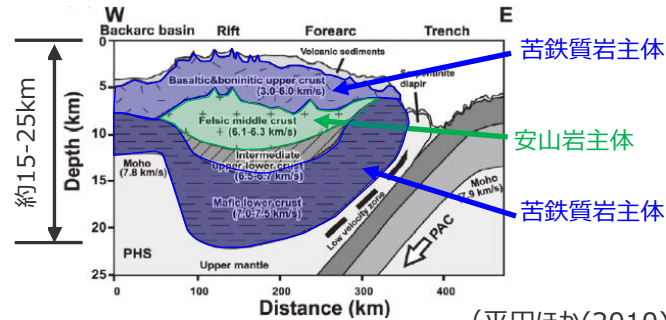 W
E
Backarc basin
Rift
Forearc
Trench
0
5
10
15
20
25
Depth (km)
約15-25km
Volcanic sediments
Serpentinite
diapir
Basaltic&boninitic upper crust
(3.0-6.0 km/s)
Felsic middle crust
(6.1-6.3 km/s)
Intermediate
upper lower crust
(6.5-6.7 km/s)
Mafic lower crust
(7.0-7.5 km/s)
Moho
(7.8 km/s)
Moho
(7.9 km/s)
Low velocity zone
PAC
PHS
Upper mantle
0
100
200
300
400
Distance (km)
苦鉄質岩主体
安山岩主体
苦鉄質岩主体